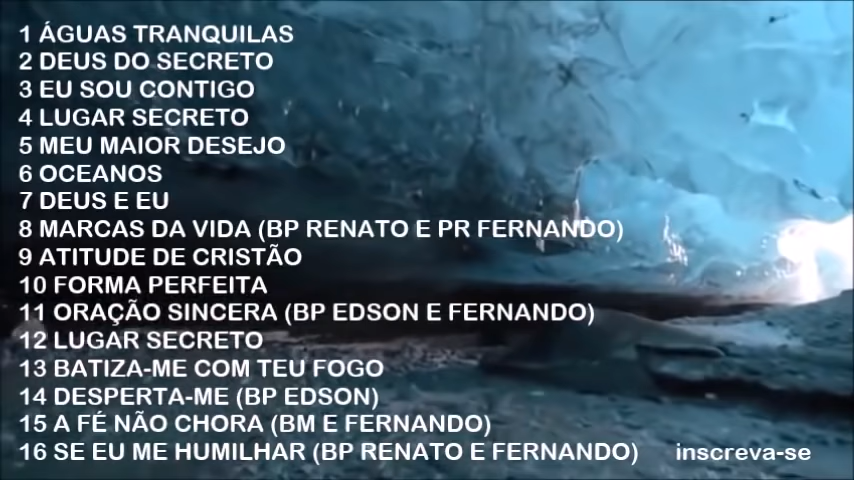 1 ÁGUAS TRANQUILAS
2 DEUS DO SECRETO
3 EU SOU CONTIGO
4 LUGAR SECRETO
5 MEU MAIOR DESEJO
6 OCEANOS
7 DEUS E EU
8 MARCAS DA VIDA (BP RENATO E PR FERNANDO)
9 ATITUDE DE CRISTÃO
10 FORMA PERFEITA
11 ORAÇÃO SINCERA (BP EDSON E FERNANDO)
12 LUGAR SECRETO
13 BATIZA-ME COM TEU FOGO
14 DESPERTA-ME (BP EDSON)
15 A FÉ NÃO CHORA (BM E FERNANDO)
16 SE EU ME HUMILHAR (BP RENATO E FERNANDO) inscreva-se